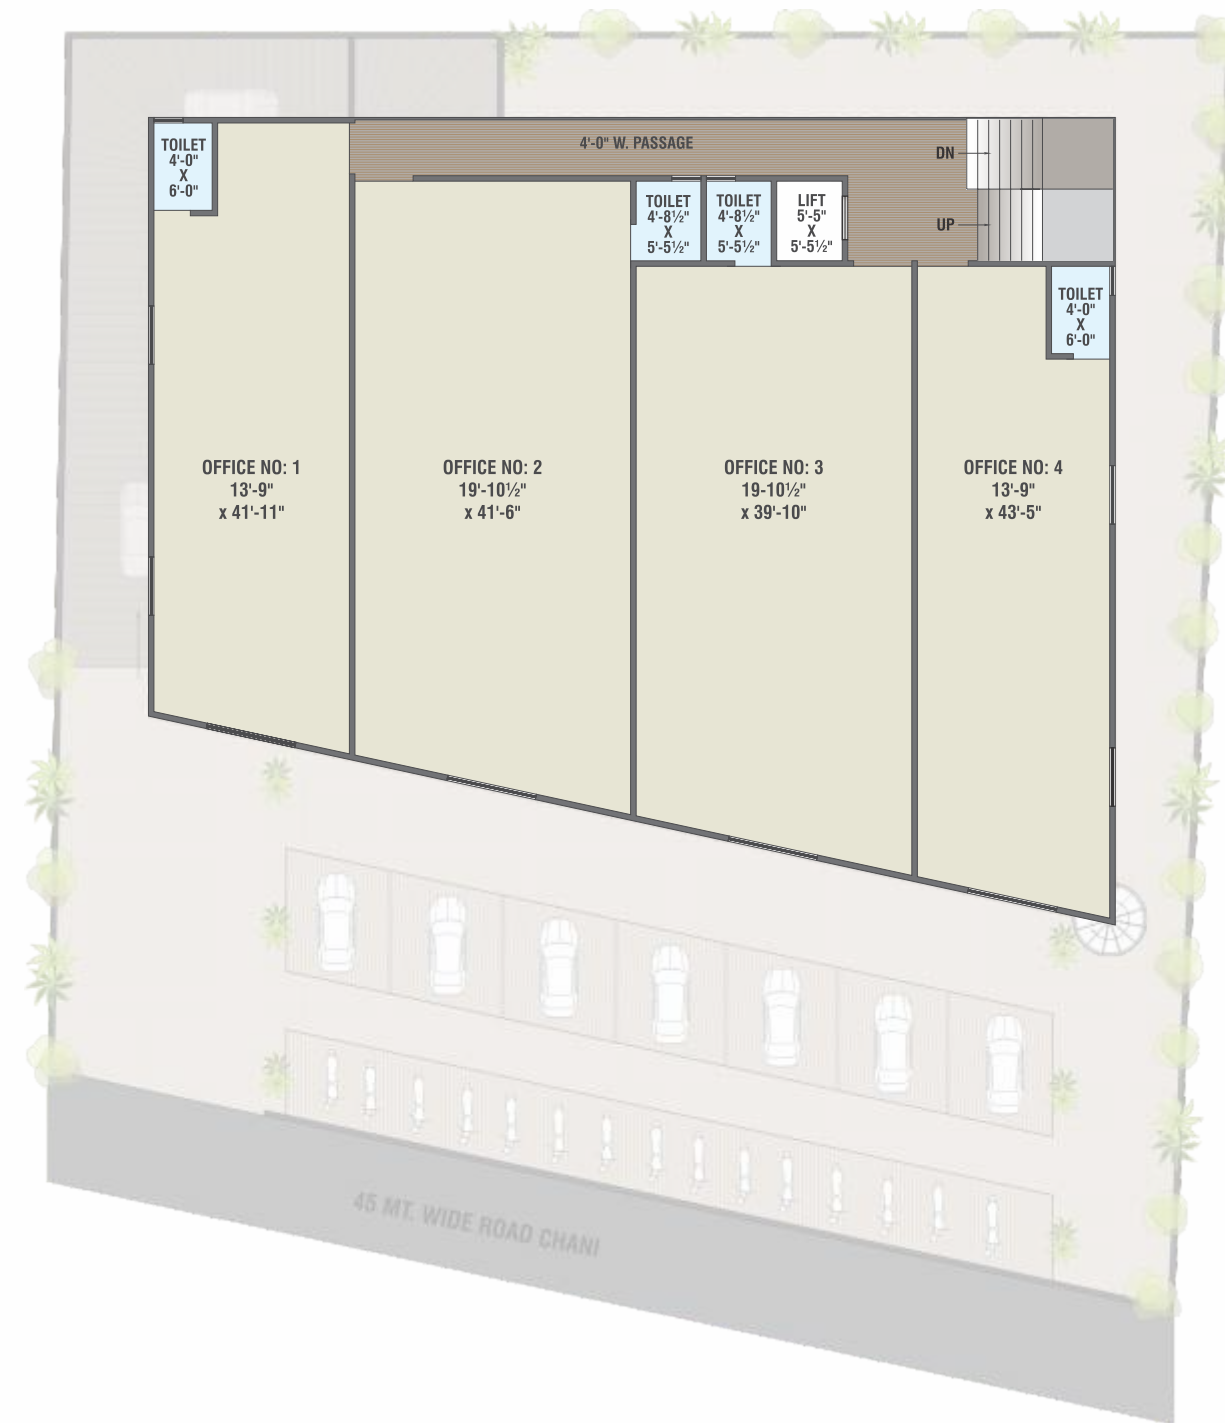 4'-0" W. PASSAGE
DN
UP
TOILET
4'-0"
X
6'-0"
TOILET
4'-8½"
X
5'-5½"
TOILET
4'-8½"
X
5'-5½"
LIFT
5'-5"
X
5'-5½"
TOILET
4'-0"
X
6'-0"
OFFICE NO: 1
13'-9"
x 41'-11"
OFFICE NO: 2
19'-10½"
x 41'-6"
OFFICE NO: 3
19-10½"
x 39'-10"
OFFICE NO: 4
13'-9"
x 43'-5"
45 MT. WIDE ROAD CHANI